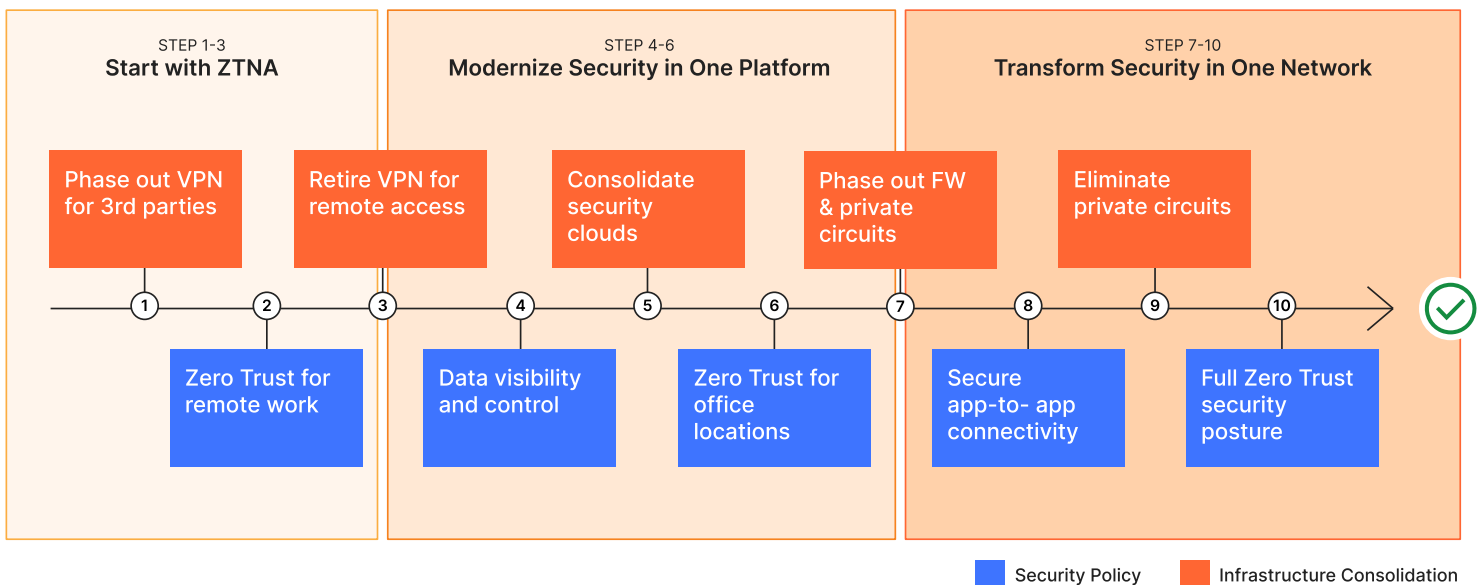 STEP 1-3
Start with ZTNA
STEP 4-6
Modernize Security in One Platform
STEP 7-10
Transform Security in One Network
Phase out VPN
for 3rd parties
Retire VPN for
remote access
Consolidate
security
clouds
Phase out FW
& private
circuits
Eliminate
private circuits
1
2
3
4
5
6
7
8
9
10
Zero Trust for
remote work
Data visibility
and control
Zero Trust for
office
locations
Secure
app-to- app
connectivity
Full Zero Trust
security
posture
Security Policy
Infrastructure Consolidation